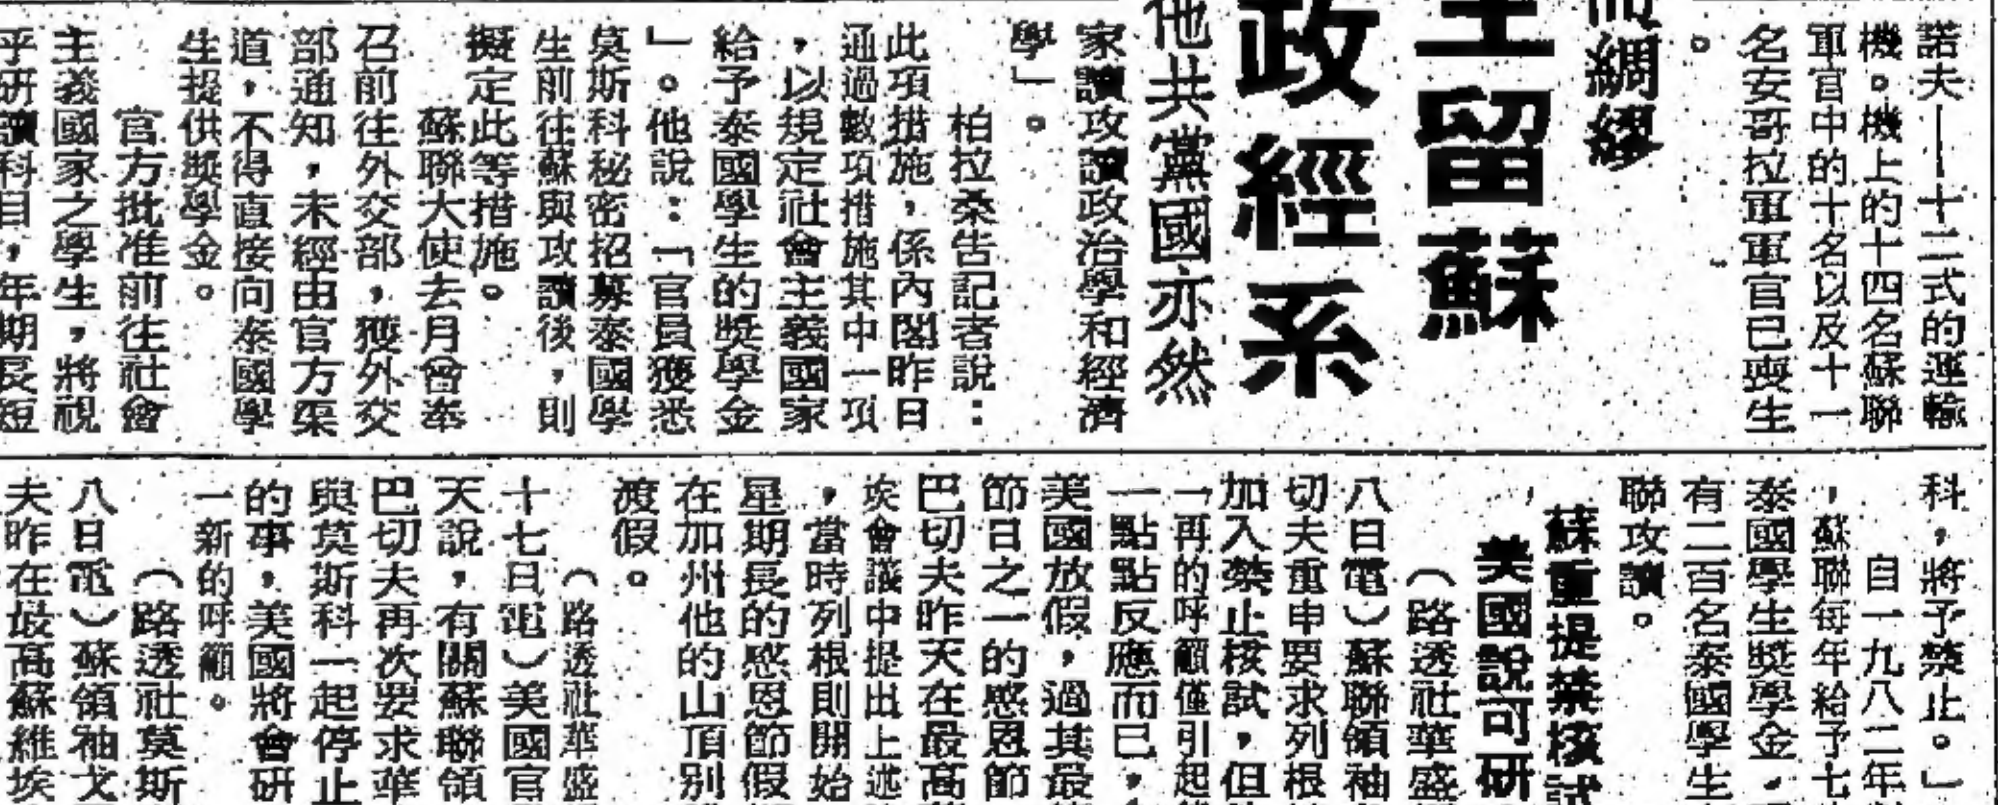 諾夫——十二式的運輸
機。機上的十四名蘇聯
軍官中的十名以及十一
名安哥拉軍軍官已喪生
。
綢繆
留蘇
政經系
他共黨國亦然
家讀攻讀政治學和經濟
學」。
柏拉桑告記者說：
此項措施，係內閣昨日
通過數項措施其中一項
，以規定社會主義國家
給予泰國學生的獎學金
」。他說：「官員獲悉
莫斯科秘密招募泰國學
生前往蘇與攻讀後，則
擬定此等措施。
蘇聯大使去月曾奉
召前往外交部，獲外交
部通知，未經由官方渠
道，不得直接向泰國學
生提供獎學金。
官方批准前往社會
主義國家之學生，將視
乎研讀科目，年期長短
科，將予禁止。」
自一九八二年
，蘇聯每年給予七
泰國學生獎學金，
有二百名泰國學生
聯攻讀。
蘇重提禁核試
美國說可研
（路透社華盛
八日電）蘇聯領袖
切夫重申要求列根
加入禁止核試，但
一再的呼籲僅引起
一點點反應而已，
美國放假，過其最
節日之一的感恩節
巴切夫昨天在最高
埃會議中提出上述
，當時列根則開始
星期長的感恩節假
在加州他的山頂別
渡假。
（路透社華盛
十七日電）美國官
天說，有關蘇聯領
巴切夫再次要求華
與莫斯科一起停止
的事，美國將會研
一新的呼籲。
（路透社莫斯
八日電）蘇領袖戈
夫昨在最高蘇維埃